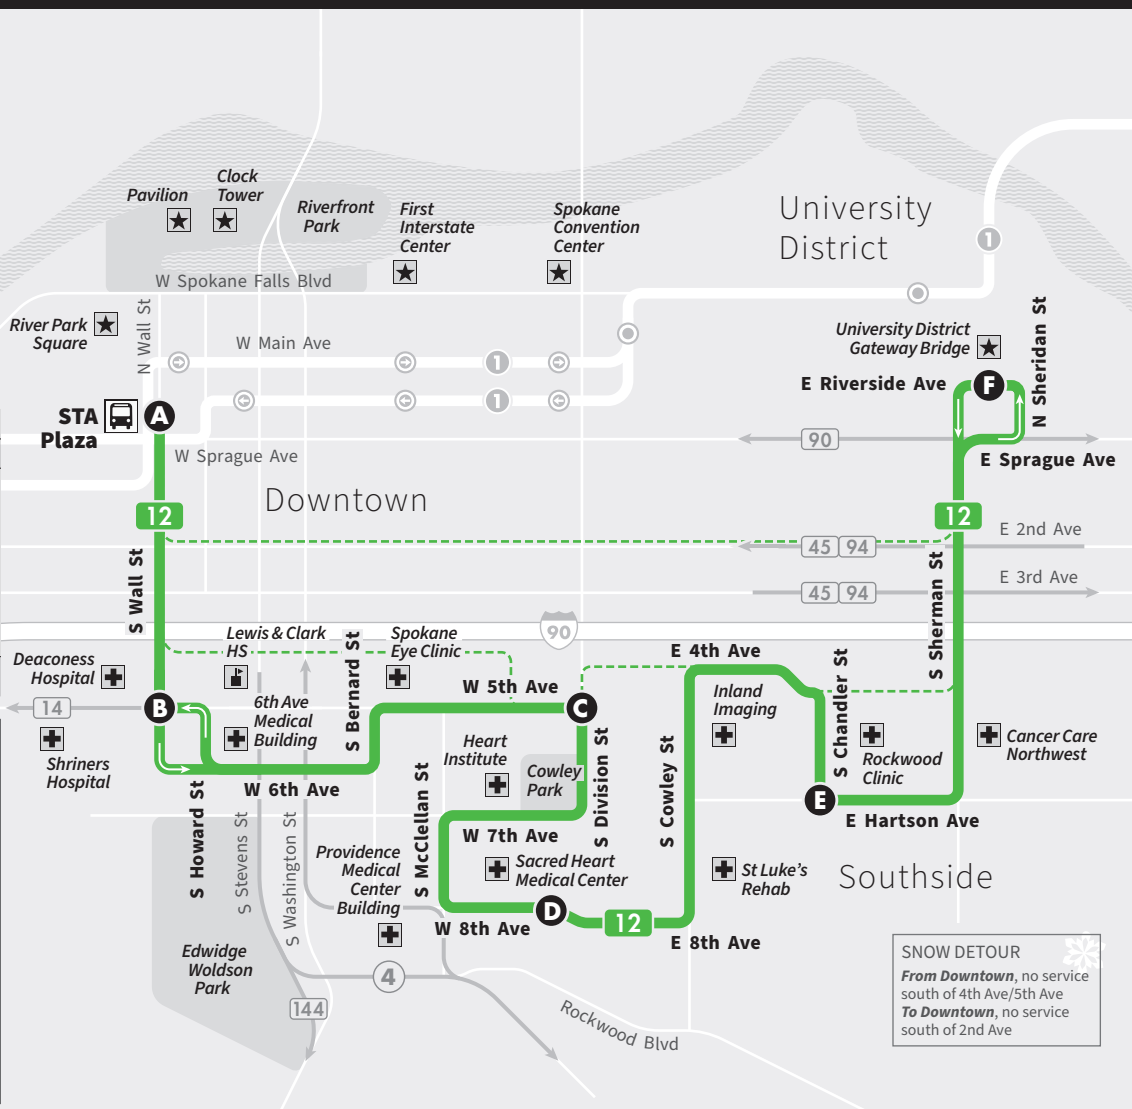 Clock
Tower
Pavilion
Riverfront
Park
First
Interstate
Center
Spokane
Convention
Center
University
District
1
W Spokane Falls Blvd
River Park
Square
N Wall St
W Main Ave
1
University District
Gateway Bridge
N Sheridan St
E Riverside Ave
F
STA
Plaza
A
1
90
W Sprague Ave
E Sprague Ave
Downtown
12
12
E 2nd Ave
45
94
S Wall St
S Sherman St
E 3rd Ave
45
94
90
Lewis & Clark
HS
S Bernard St
Spokane
Eye Clinic
E 4th Ave
Deaconess
Hospital
W 5th Ave
S Chandler St
14
B
6th Ave
Medical
Building
C
Inland
Imaging
Shriners
Hospital
Heart
Institute
S Division St
S Cowley St
Rockwood
Clinic
Cancer Care
Northwest
Cowley
Park
W 6th Ave
S McClellan St
E
E Hartson Ave
S Howard St
S Stevens St
S Washington St
W 7th Ave
Providence
Medical
Center
Building
Sacred Heart
Medical Center
St Luke's
Rehab
Southside
D
12
W 8th Ave
E 8th Ave
Edwidge
Woldson
Park
4
144
Rockwood Blvd
SNOW DETOUR
From Downtown, no service
south of 4th Ave/5th Ave
To Downtown, no service
south of 2nd Ave